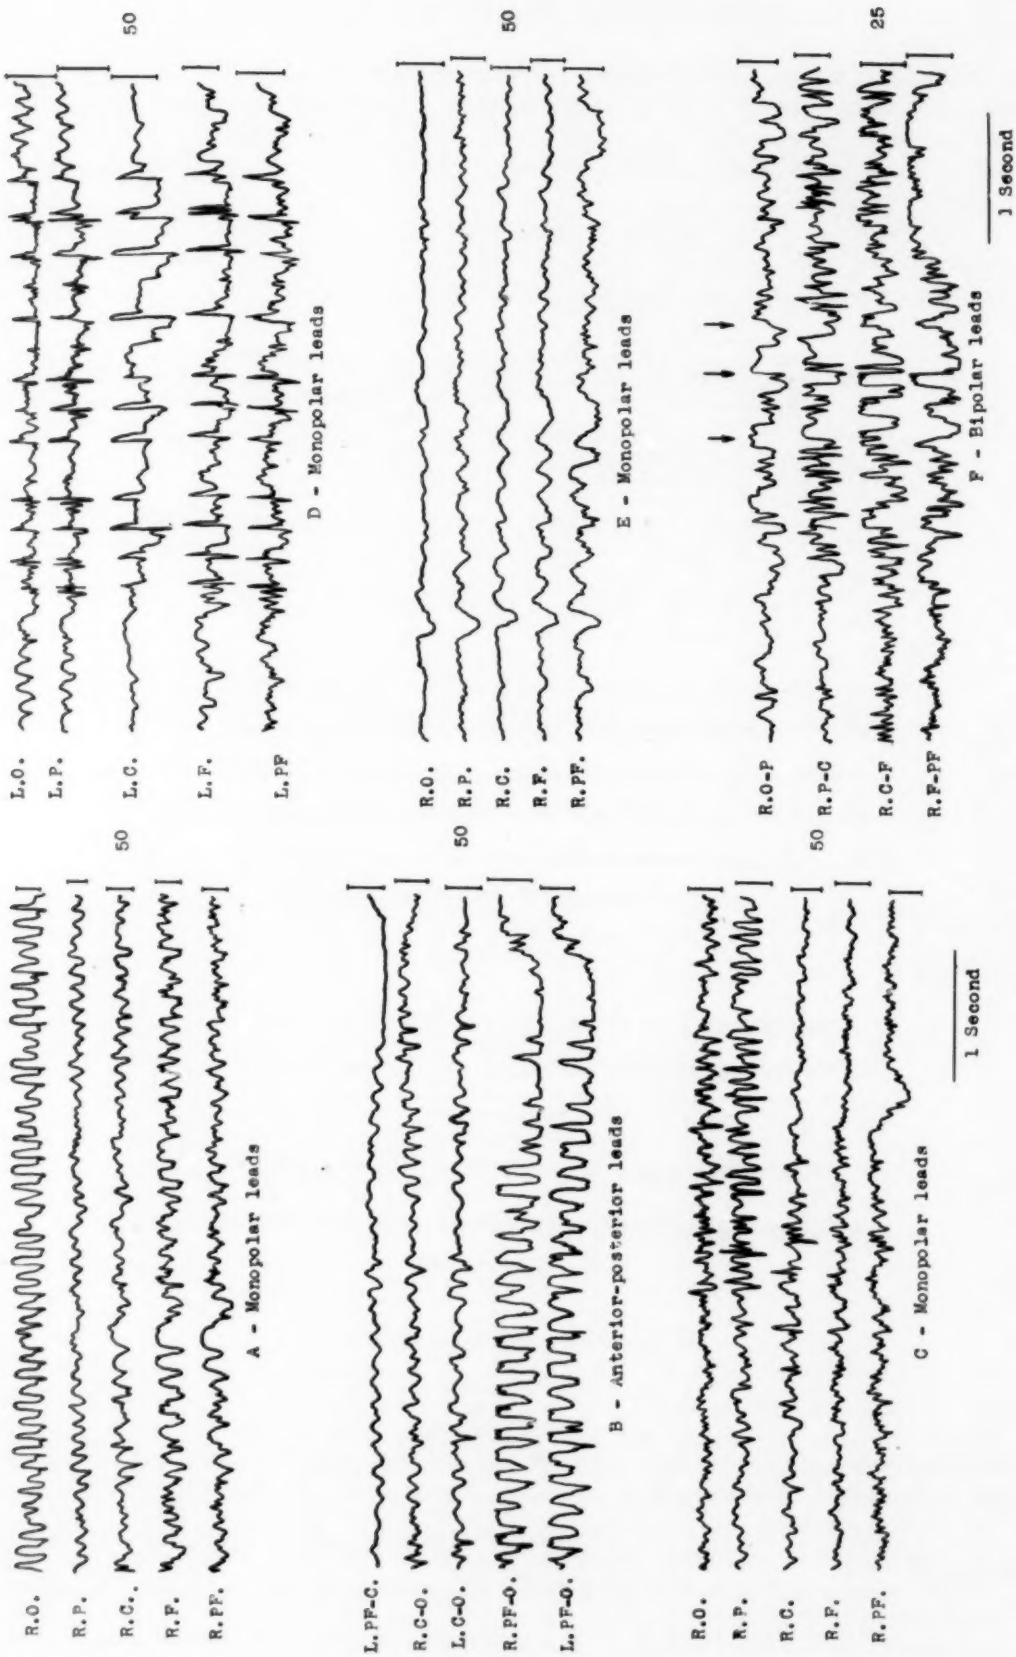 R.O.
R.P.
R.C.
R.F.
R.PF.
50
A - Monopolar leads
L.PF-C.
R.C-O.
L.C-O.
R.PF-O.
L.PF-O.
50
B - Anterior-posterior leads
R.O.
R.P.
R.C.
R.F.
R.PF.
50
C - Monopolar leads
1 Second
L.O.
L.P.
L.C.
L.F.
L.PF
50
D - Monopolar leads
R.O.
R.P.
R.C.
R.F.
R.PF.
50
E - Monopolar leads
R.O-P
R.P-C
R.C-F
R.F-PF
25
F - Bipolar leads
1 Second